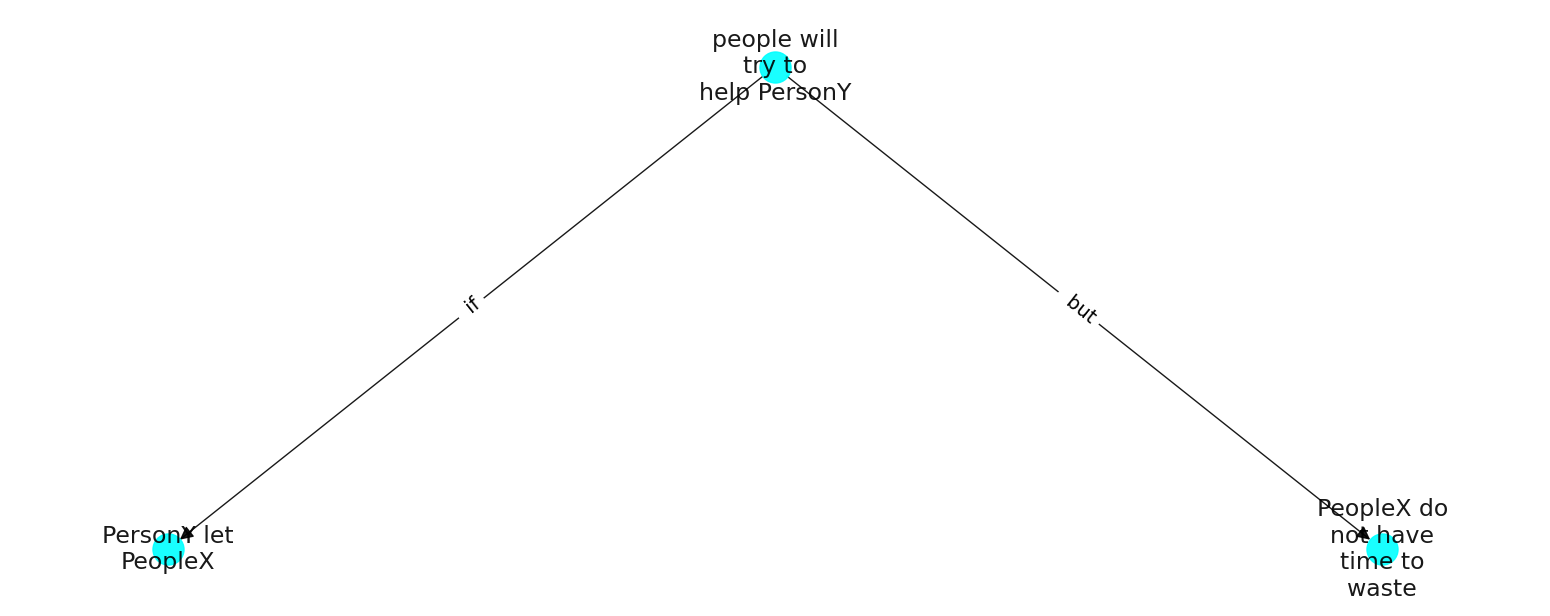 people will
try to
help PersonY
if
but
PersonY let
PeopleX
PeopleX do
not have
time to
waste